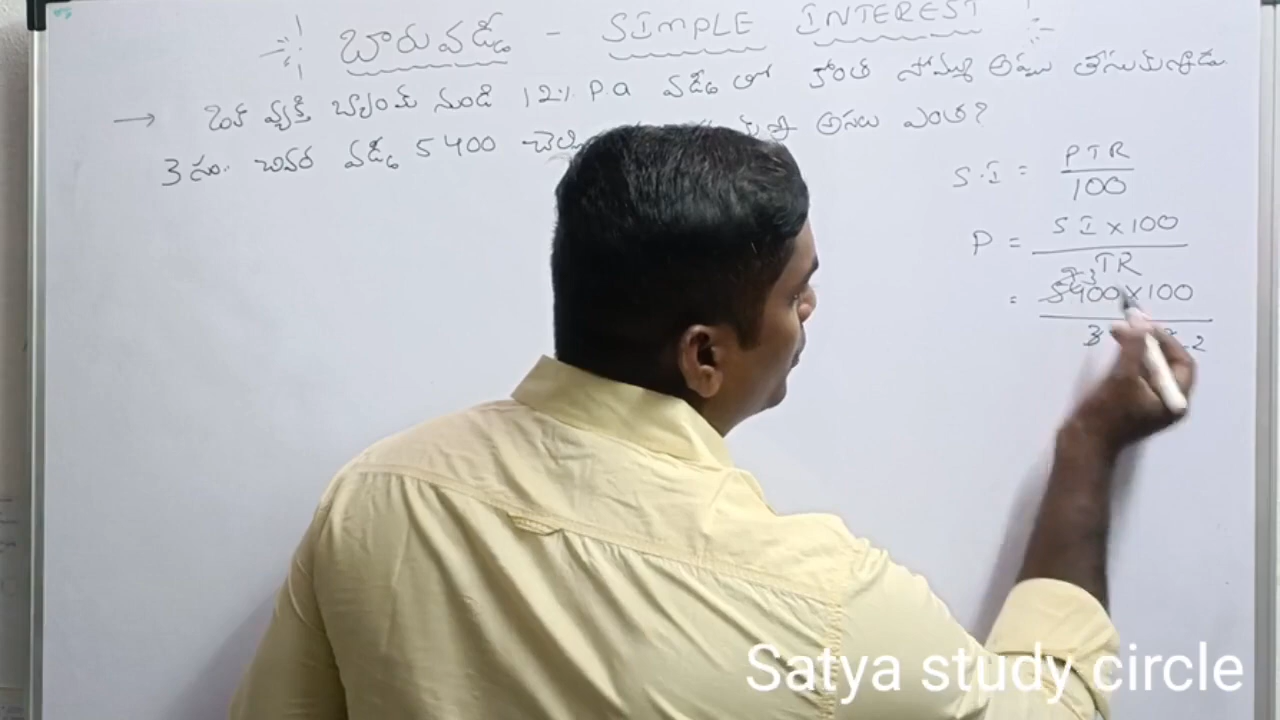 బారువడ్డీ - SIMPLE INTEREST
→ ఒక వ్యక్తి బ్యాంక్ నుండి 12% p.a వడ్డీ తో కొంత సొమ్ము అప్పు తీసుకున్నాడు
3 సం. చివర వడ్డీ 5400 అసలు ఎంత?
S.I = PTR / 100
P = SI × 100 / TR
= 5400 × 100
3
Satya study circle